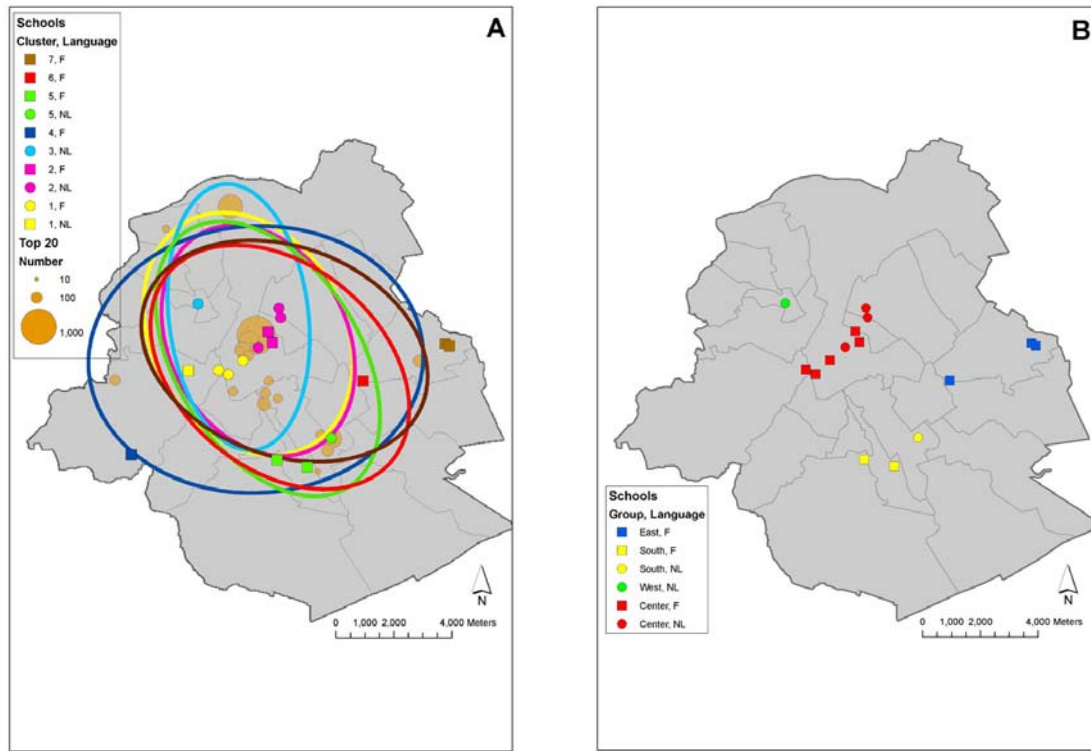 A
Schools
Cluster, Language
7, F
6, F
5, F
5, NL
4, F
3, NL
2, F
2, NL
1, F
1, NL
Top 20
Number
10
100
1,000
N
0 1,000 2,000 4,000 Meters
B
Schools
Group, Language
East, F
South, F
South, NL
West, NL
Center, F
Center, NL
N
0 1,000 2,000 4,000 Meters